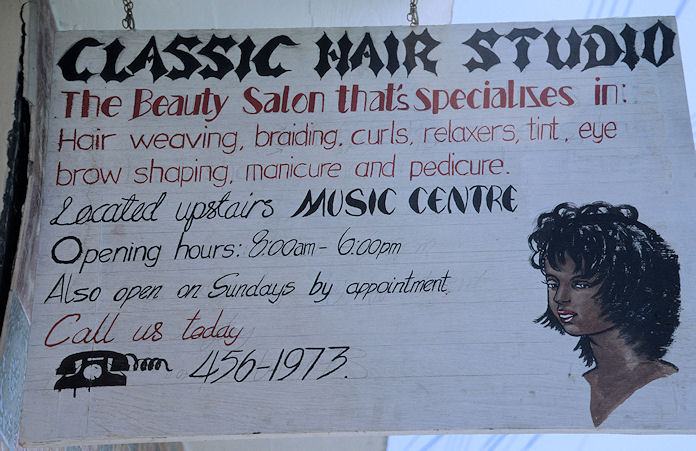 CLASSIC HAIR STUDIO
The Beauty Salon that's specializes in:
Hair weaving, braiding, curls, relaxers, tint, eye
brow shaping, manicure and pedicure.
Located upstairs MUSIC CENTRE
Opening hours: 8:00am - 6:00pm
Also open on Sundays by appointment.
Call us today
456-1973.